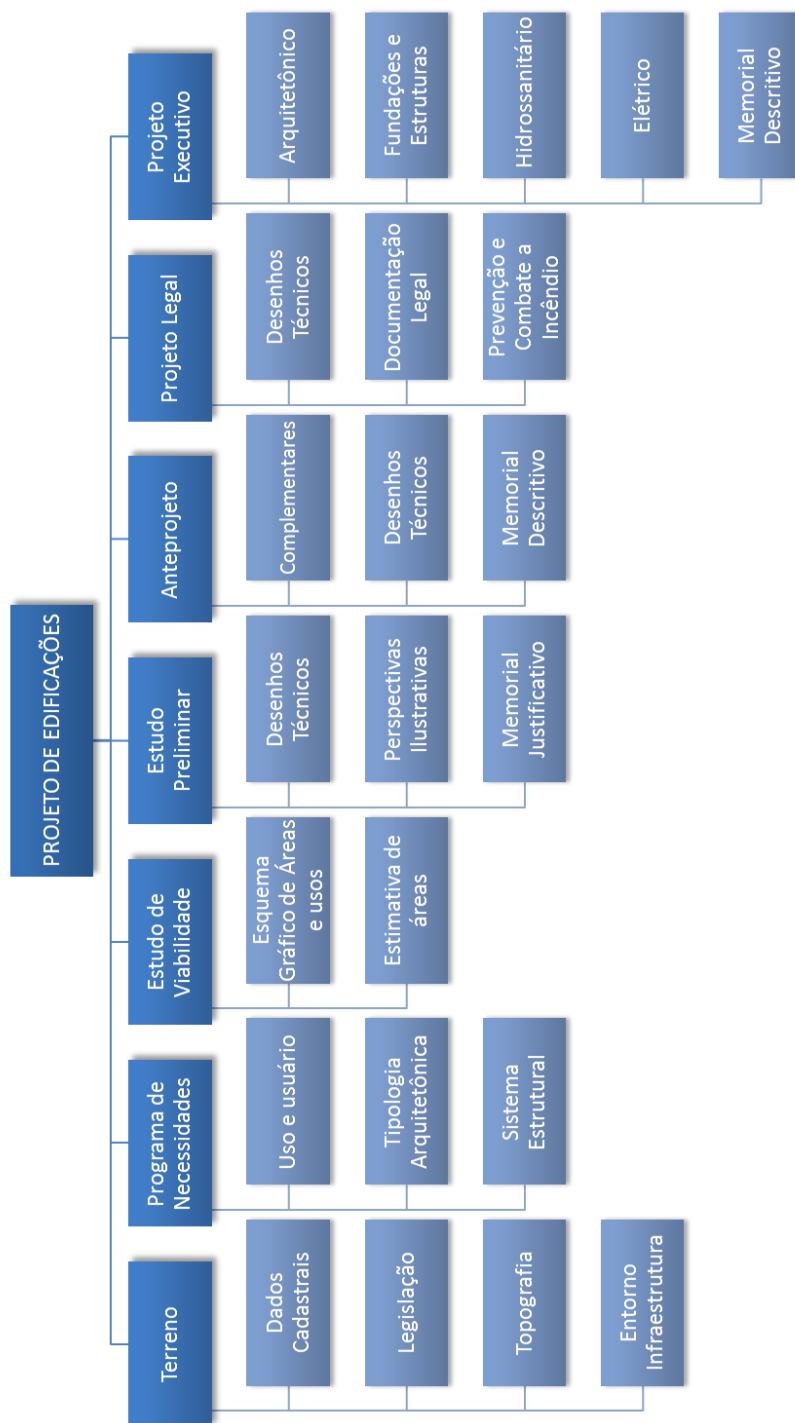 PROJETO DE EDIFICAÇÕES
Terreno
Dados
Cadastrais
Legislação
Topografia
Entorno
Infraestrutura
Programa de
Necessidades
Uso e usuário
Tipologia
Arquitetônica
Sistema
Estrutural
Estudo de
Viabilidade
Esquema
Gráfico de Áreas
e usos
Estimativa de
áreas
Estudo
Preliminar
Desenhos
Técnicos
Perspectivas
Ilustrativas
Memorial
Justificativo
Anteprojeto
Complementares
Desenhos
Técnicos
Memorial
Descritivo
Projeto Legal
Desenhos
Técnicos
Documentação
Legal
Prevenção e
Combate a
Incêndio
Projeto
Executivo
Arquitetônico
Fundações e
Estruturas
Hidrossanitário
Elétrico
Memorial
Descritivo